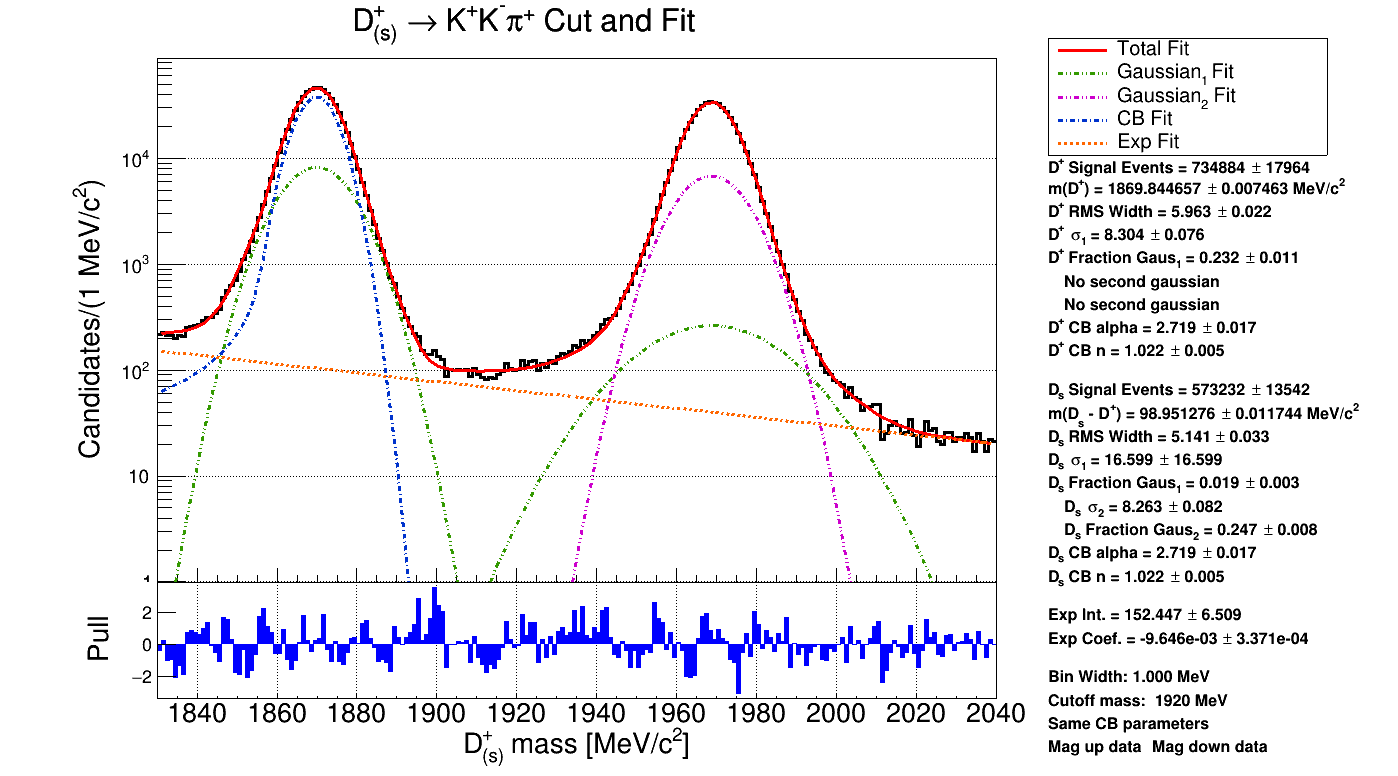 D⁺₍ₛ₎ → K⁺K⁻π⁺ Cut and Fit
Candidates/(1 MeV/c²)
10⁴
10³
10²
10
1
Pull
2
0
−2
1840 1860 1880 1900 1920 1940 1960 1980 2000 2020 2040
D⁺₍ₛ₎ mass [MeV/c²]
Total Fit
Gaussian₁ Fit
Gaussian₂ Fit
CB Fit
Exp Fit
D⁺ Signal Events = 734884 ± 17964
m(D⁺) = 1869.844657 ± 0.007463 MeV/c²
D⁺ RMS Width = 5.963 ± 0.022
D⁺ σ₁ = 8.304 ± 0.076
D⁺ Fraction Gaus₁ = 0.232 ± 0.011
No second gaussian
No second gaussian
D⁺ CB alpha = 2.719 ± 0.017
D⁺ CB n = 1.022 ± 0.005
Dₛ Signal Events = 573232 ± 13542
m(Dₛ - D⁺) = 98.951276 ± 0.011744 MeV/c²
Dₛ RMS Width = 5.141 ± 0.033
Dₛ σ₁ = 16.599 ± 16.599
Dₛ Fraction Gaus₁ = 0.019 ± 0.003
Dₛ σ₂ = 8.263 ± 0.082
Dₛ Fraction Gaus₂ = 0.247 ± 0.008
Dₛ CB alpha = 2.719 ± 0.017
Dₛ CB n = 1.022 ± 0.005
Exp Int. = 152.447 ± 6.509
Exp Coef. = -9.646e-03 ± 3.371e-04
Bin Width: 1.000 MeV
Cutoff mass: 1920 MeV
Same CB parameters
Mag up data Mag down data